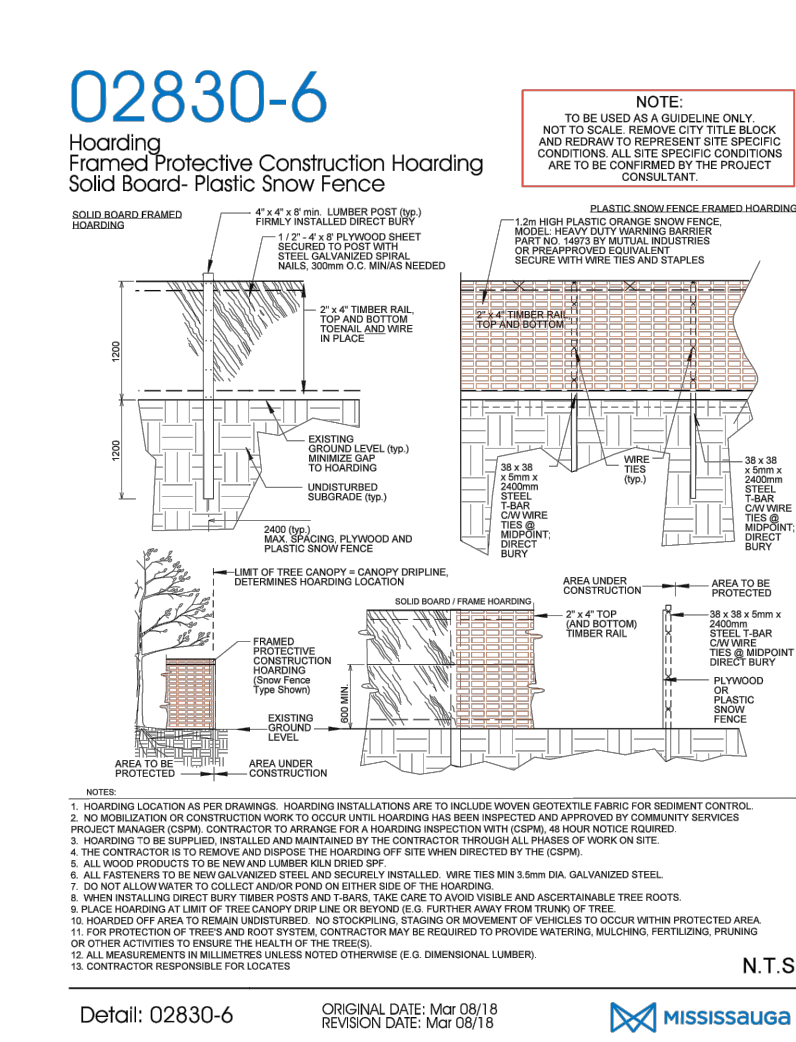 02830-6
Hoarding
Framed Protective Construction Hoarding
Solid Board- Plastic Snow Fence
NOTE:
TO BE USED AS A GUIDELINE ONLY.
NOT TO SCALE. REMOVE CITY TITLE BLOCK
AND REDRAW TO REPRESENT SITE SPECIFIC
CONDITIONS. ALL SITE SPECIFIC CONDITIONS
ARE TO BE CONFIRMED BY THE PROJECT
CONSULTANT.
SOLID BOARD FRAMED
HOARDING
4" x 4" x 8' min. LUMBER POST (typ.)
FIRMLY INSTALLED DIRECT BURY
1 / 2" - 4' x 8' PLYWOOD SHEET
SECURED TO POST WITH
STEEL GALVANIZED SPIRAL
NAILS, 300mm O.C. MIN/AS NEEDED
2" x 4" TIMBER RAIL,
TOP AND BOTTOM
TOENAIL AND WIRE
IN PLACE
1200
1200
EXISTING
GROUND LEVEL (typ.)
MINIMIZE GAP
TO HOARDING
UNDISTURBED
SUBGRADE (typ.)
2400 (typ.)
MAX. SPACING, PLYWOOD AND
PLASTIC SNOW FENCE
PLASTIC SNOW FENCE FRAMED HOARDING
1.2m HIGH PLASTIC ORANGE SNOW FENCE,
MODEL: HEAVY DUTY WARNING BARRIER
PART NO. 14973 BY MUTUAL INDUSTRIES
OR PREAPPROVED EQUIVALENT
SECURE WITH WIRE TIES AND STAPLES
2" x 4" TIMBER RAIL,
TOP AND BOTTOM
38 x 38
x 5mm x
2400mm
STEEL
T-BAR
C/W WIRE
TIES @
MIDPOINT;
DIRECT
BURY
WIRE
TIES
(typ.)
38 x 38
x 5mm x
2400mm
STEEL
T-BAR
C/W WIRE
TIES @
MIDPOINT;
DIRECT
BURY
LIMIT OF TREE CANOPY = CANOPY DRIPLINE,
DETERMINES HOARDING LOCATION
FRAMED
PROTECTIVE
CONSTRUCTION
HOARDING
(Snow Fence
Type Shown)
EXISTING
GROUND
LEVEL
AREA TO BE
PROTECTED
AREA UNDER
CONSTRUCTION
SOLID BOARD / FRAME HOARDING
600 MIN.
2" x 4" TOP
(AND BOTTOM)
TIMBER RAIL
AREA UNDER
CONSTRUCTION
AREA TO BE
PROTECTED
38 x 38 x 5mm x
2400mm
STEEL T-BAR
C/W WIRE
TIES @ MIDPOINT
DIRECT BURY
PLYWOOD
OR
PLASTIC
SNOW
FENCE
NOTES:
1. HOARDING LOCATION AS PER DRAWINGS. HOARDING INSTALLATIONS ARE TO INCLUDE WOVEN GEOTEXTILE FABRIC FOR SEDIMENT CONTROL.
2. NO MOBILIZATION OR CONSTRUCTION WORK TO OCCUR UNTIL HOARDING HAS BEEN INSPECTED AND APPROVED BY COMMUNITY SERVICES
PROJECT MANAGER (CSPM). CONTRACTOR TO ARRANGE FOR A HOARDING INSPECTION WITH (CSPM), 48 HOUR NOTICE RQUIRED.
3. HOARDING TO BE SUPPLIED, INSTALLED AND MAINTAINED BY THE CONTRACTOR THROUGH ALL PHASES OF WORK ON SITE.
4. THE CONTRACTOR IS TO REMOVE AND DISPOSE THE HOARDING OFF SITE WHEN DIRECTED BY THE (CSPM).
5. ALL WOOD PRODUCTS TO BE NEW AND LUMBER KILN DRIED SPF.
6. ALL FASTENERS TO BE NEW GALVANIZED STEEL AND SECURELY INSTALLED. WIRE TIES MIN 3.5mm DIA. GALVANIZED STEEL.
7. DO NOT ALLOW WATER TO COLLECT AND/OR POND ON EITHER SIDE OF THE HOARDING.
8. WHEN INSTALLING DIRECT BURY TIMBER POSTS AND T-BARS, TAKE CARE TO AVOID VISIBLE AND ASCERTAINABLE TREE ROOTS.
9. PLACE HOARDING AT LIMIT OF TREE CANOPY DRIP LINE OR BEYOND (E.G. FURTHER AWAY FROM TRUNK) OF TREE.
10. HOARDED OFF AREA TO REMAIN UNDISTURBED. NO STOCKPILING, STAGING OR MOVEMENT OF VEHICLES TO OCCUR WITHIN PROTECTED AREA.
11. FOR PROTECTION OF TREE'S AND ROOT SYSTEM, CONTRACTOR MAY BE REQUIRED TO PROVIDE WATERING, MULCHING, FERTILIZING, PRUNING
OR OTHER ACTIVITIES TO ENSURE THE HEALTH OF THE TREE(S).
12. ALL MEASUREMENTS IN MILLIMETRES UNLESS NOTED OTHERWISE (E.G. DIMENSIONAL LUMBER).
13. CONTRACTOR RESPONSIBLE FOR LOCATES
N.T.S
Detail: 02830-6
ORIGINAL DATE: Mar 08/18
REVISION DATE: Mar 08/18
MISSISSAUGA